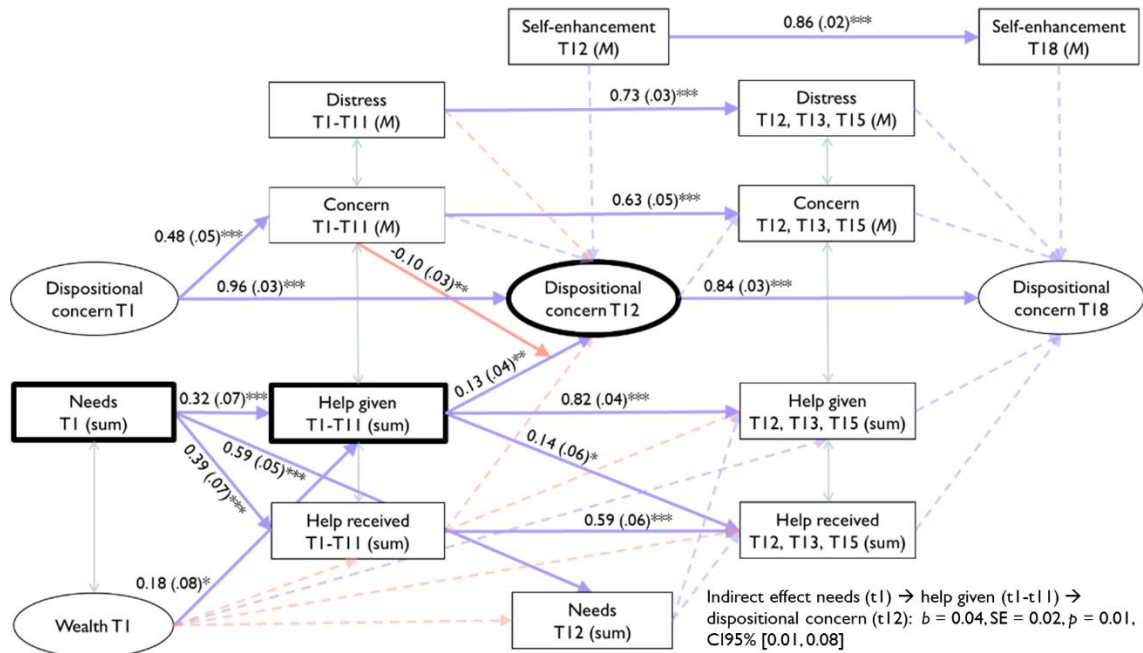 Self-enhancement
T12 (M)
0.86 (.02)***
Self-enhancement
T18 (M)
Distress
T1-T11 (M)
0.73 (.03)***
Distress
T12, T13, T15 (M)
Concern
T1-T11 (M)
0.63 (.05)***
Concern
T12, T13, T15 (M)
0.48 (.05)***
-0.10 (.03)**
Dispositional
concern T1
0.96 (.03)***
Dispositional
concern T12
0.84 (.03)***
Dispositional
concern T18
0.13 (.04)**
Needs
T1 (sum)
0.32 (.07)***
Help given
T1-T11 (sum)
0.82 (.04)***
Help given
T12, T13, T15 (sum)
0.59 (.05)***
0.14 (.06)*
0.39 (.07)***
Help received
T1-T11 (sum)
0.59 (.06)***
Help received
T12, T13, T15 (sum)
0.18 (.08)*
Wealth T1
Needs
T12 (sum)
Indirect effect needs (t1) → help given (t1-t11) →
dispositional concern (t12): b = 0.04, SE = 0.02, p = 0.01,
CI95% [0.01, 0.08]